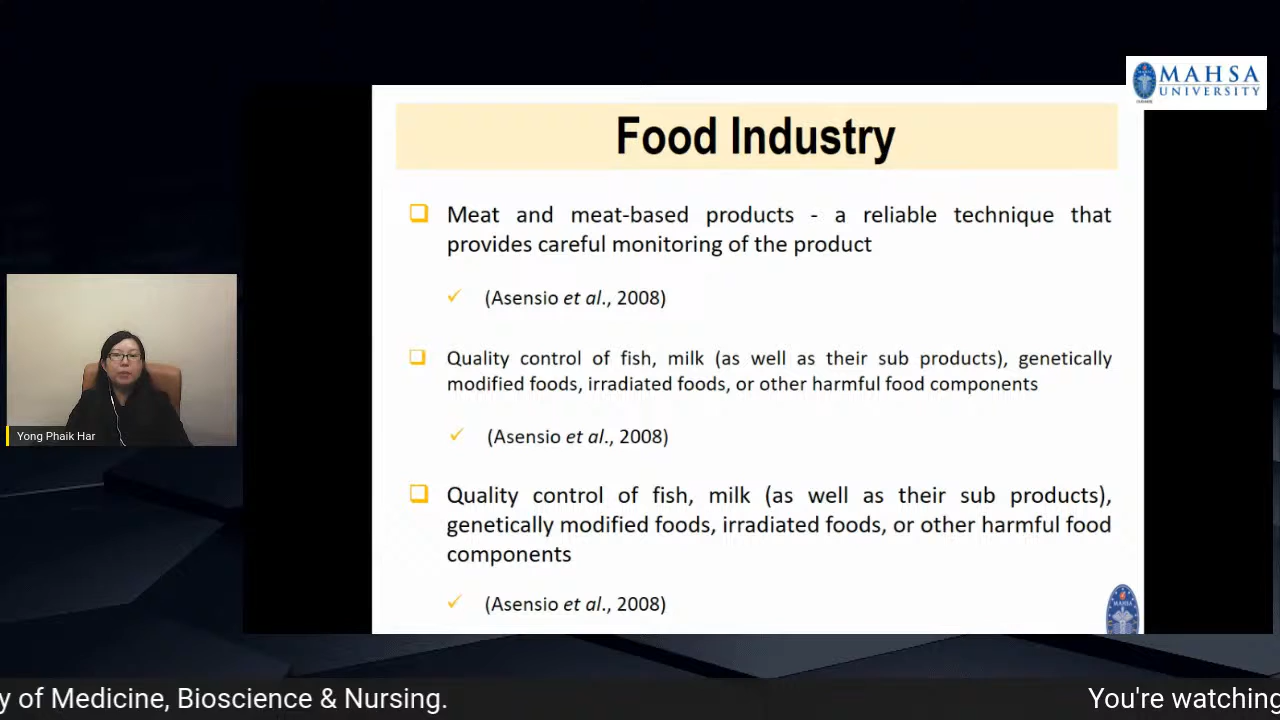 MAHSA
UNIVERSITY
Food Industry
Meat and meat-based products - a reliable technique that
provides careful monitoring of the product
(Asensio et al., 2008)
Quality control of fish, milk (as well as their sub products), genetically
modified foods, irradiated foods, or other harmful food components
(Asensio et al., 2008)
Quality control of fish, milk (as well as their sub products),
genetically modified foods, irradiated foods, or other harmful food
components
(Asensio et al., 2008)
MAHSA
Yong Phaik Har
y of Medicine, Bioscience & Nursing.
You're watching